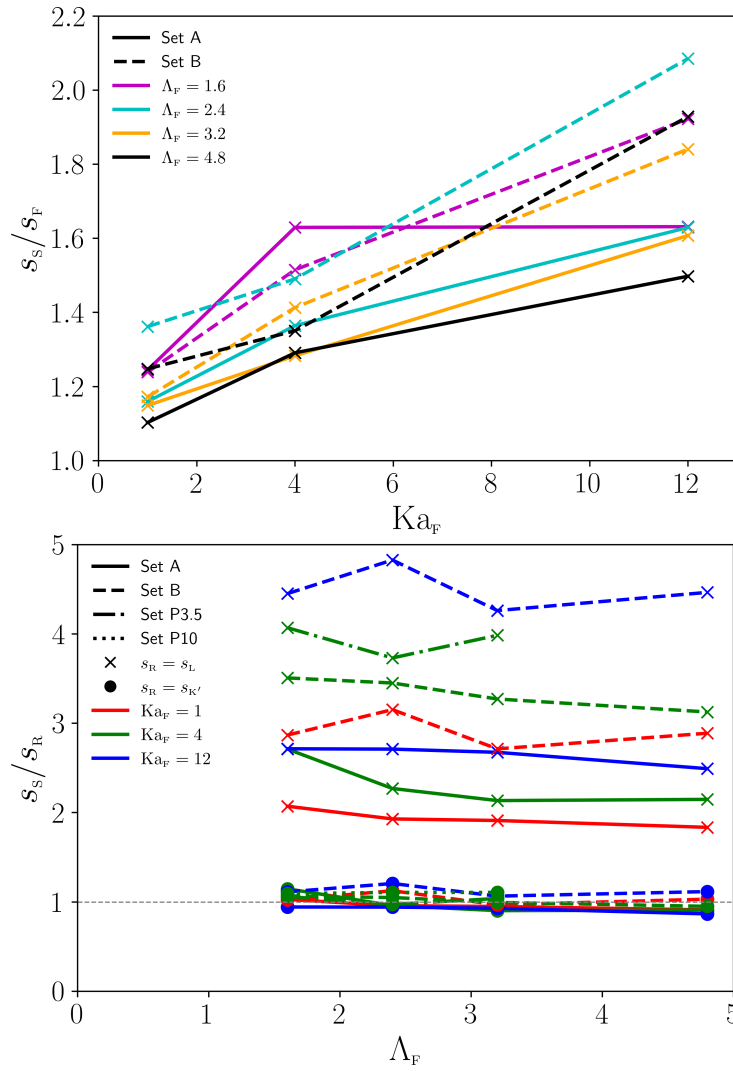 2.2
2.0
1.8
1.6
1.4
1.2
1.0
s_S/s_F
Set A
Set B
Λ_F = 1.6
Λ_F = 2.4
Λ_F = 3.2
Λ_F = 4.8
0 2 4 6 8 10 12
Ka_F
5
4
3
2
1
0
s_S/s_R
Set A
Set B
Set P3.5
Set P10
s_R = s_L
s_R = s_K′
Ka_F = 1
Ka_F = 4
Ka_F = 12
0 1 2 3 4 5
Λ_F